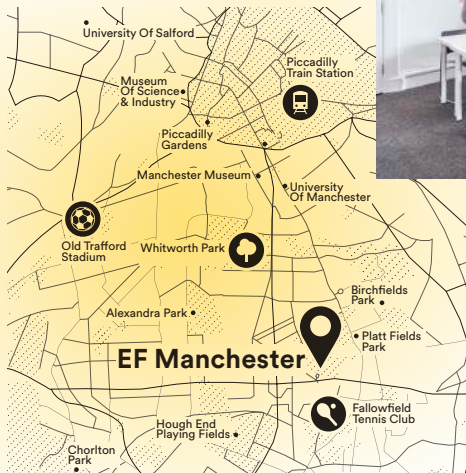 University Of Salford
Piccadilly
Train Station
Museum
Of Science
& Industry
Piccadilly
Gardens
Manchester Museum
University
Of Manchester
Old Trafford
Stadium
Whitworth Park
Birchfields
Park
Alexandra Park
Platt Fields
Park
EF Manchester
Fallowfield
Tennis Club
Hough End
Playing Fields
Chorlton
Park